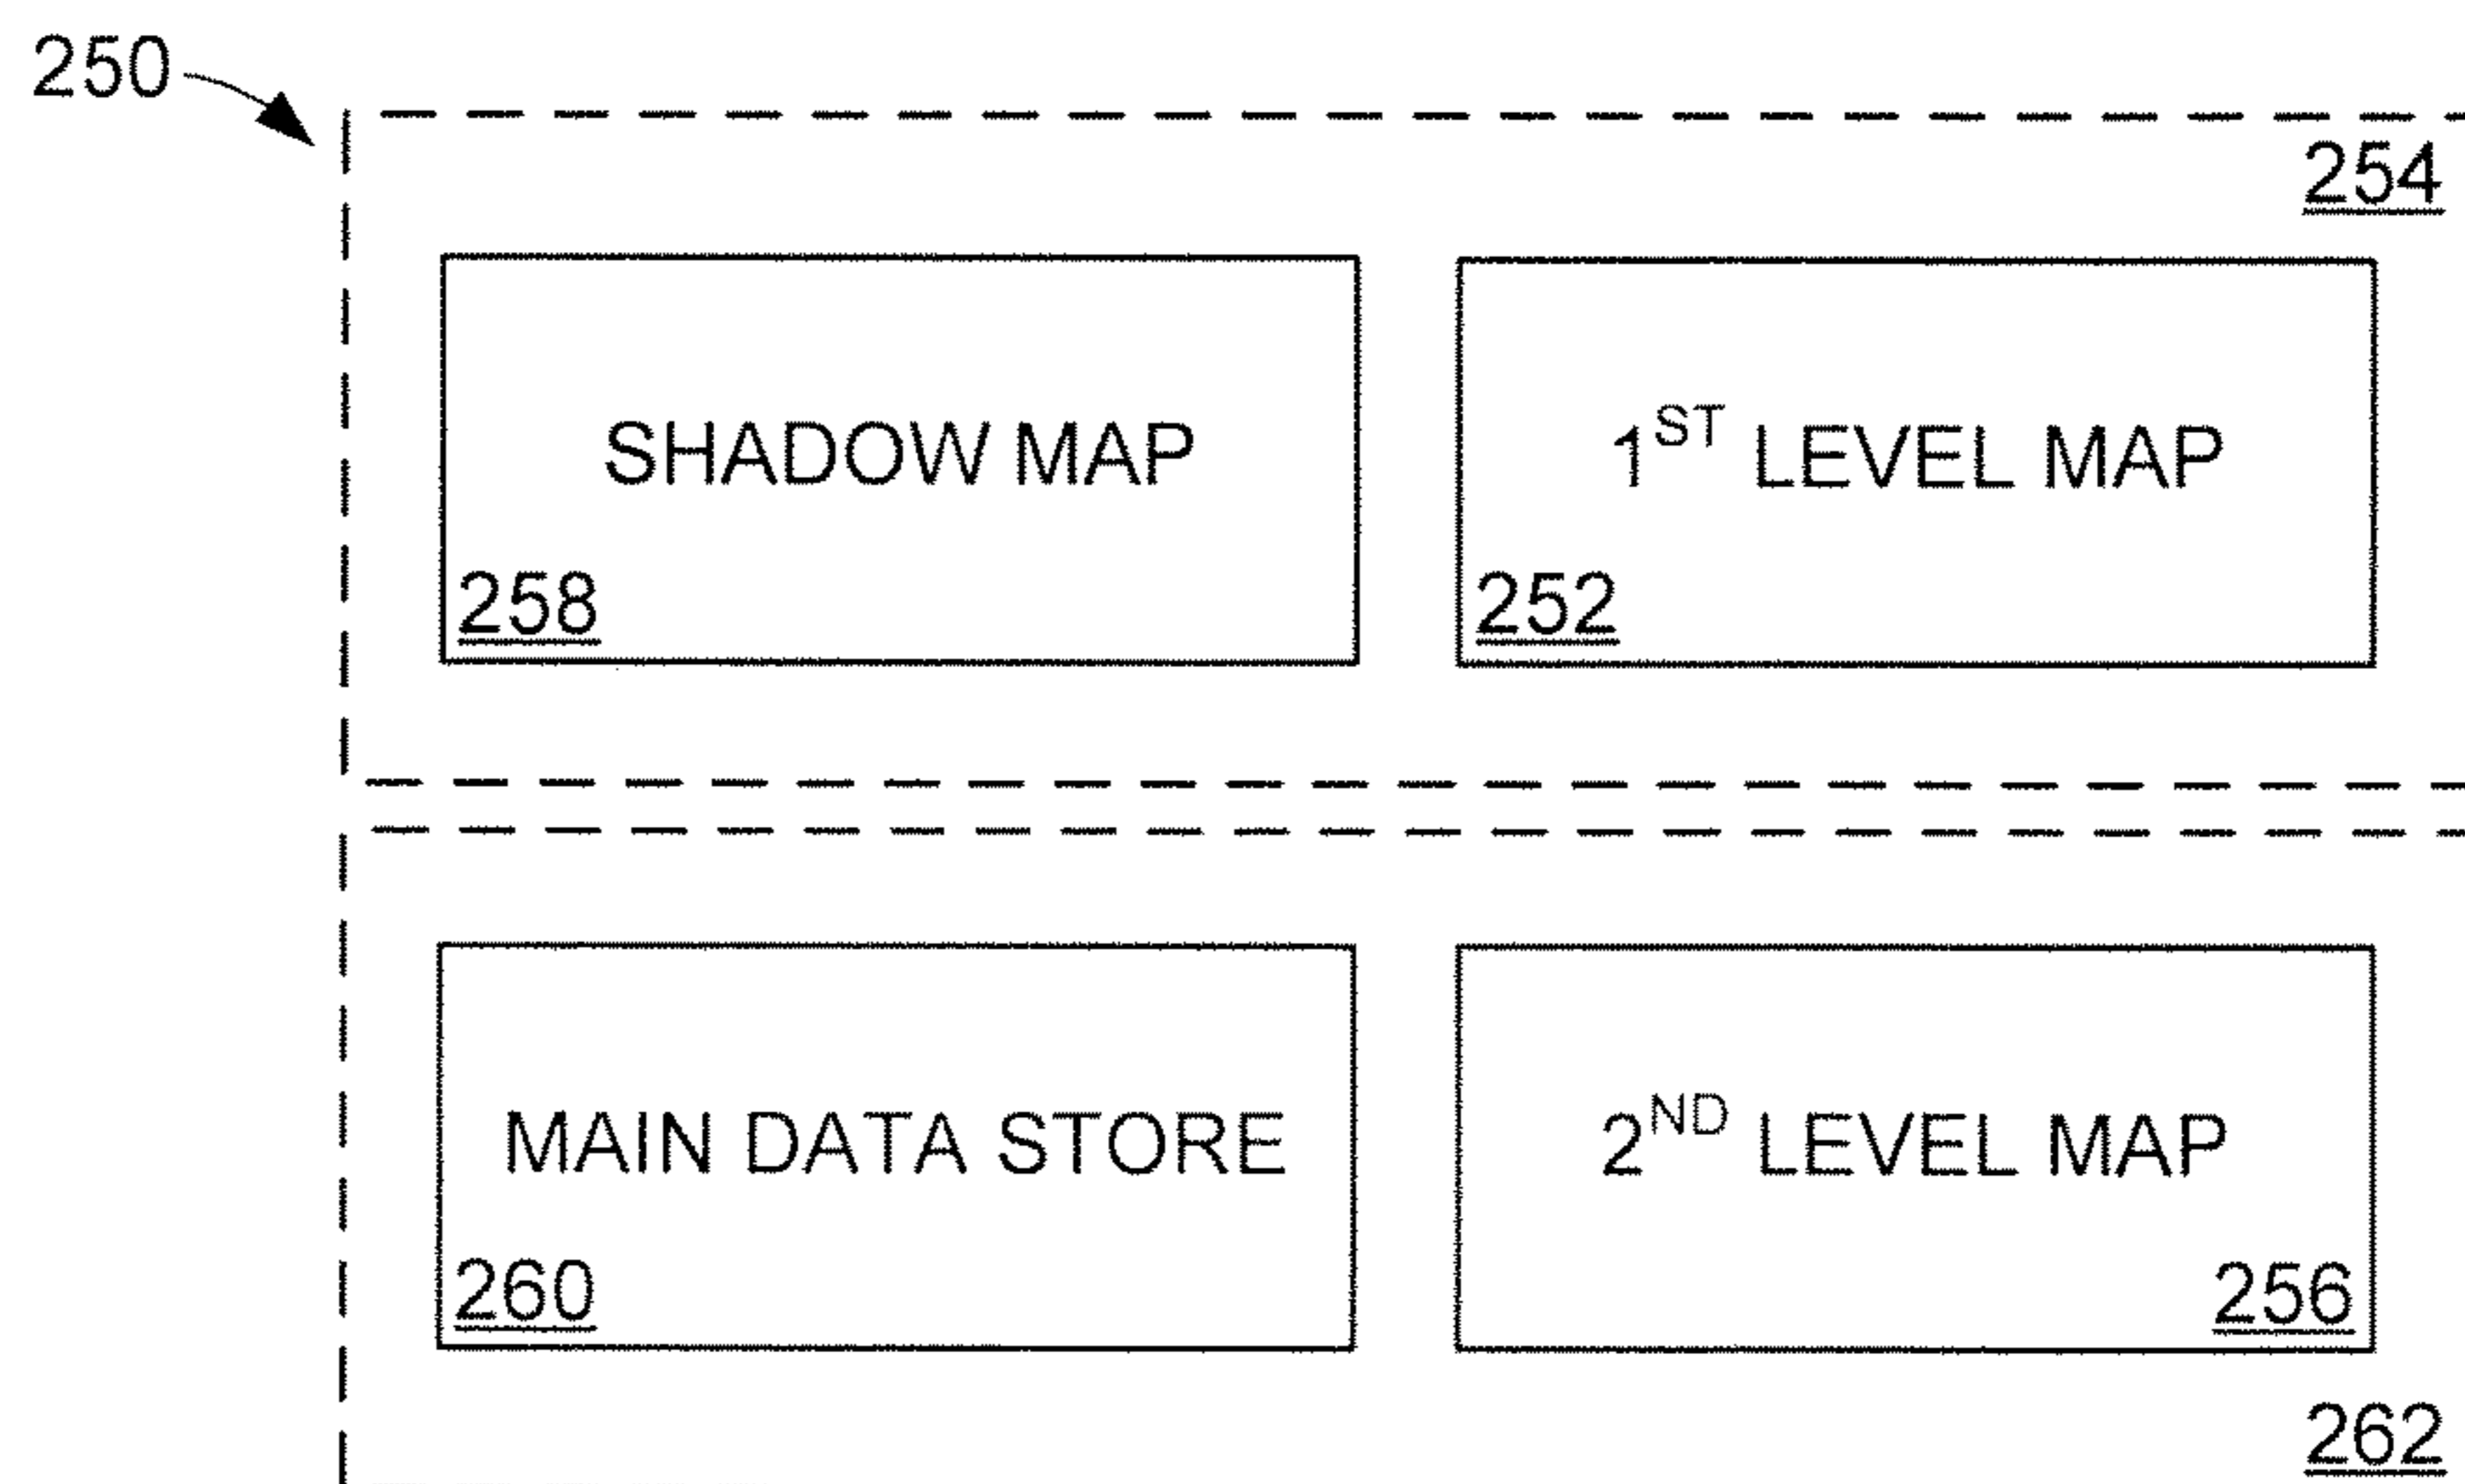 250
254
SHADOW MAP
1ST LEVEL MAP
258
252
MAIN DATA STORE
2ND LEVEL MAP
260
256
262